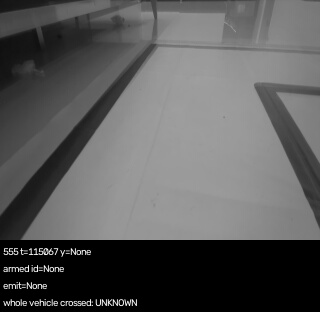 555 t=115067 y=None
armed id=None
emit=None
whole vehicle crossed: UNKNOWN